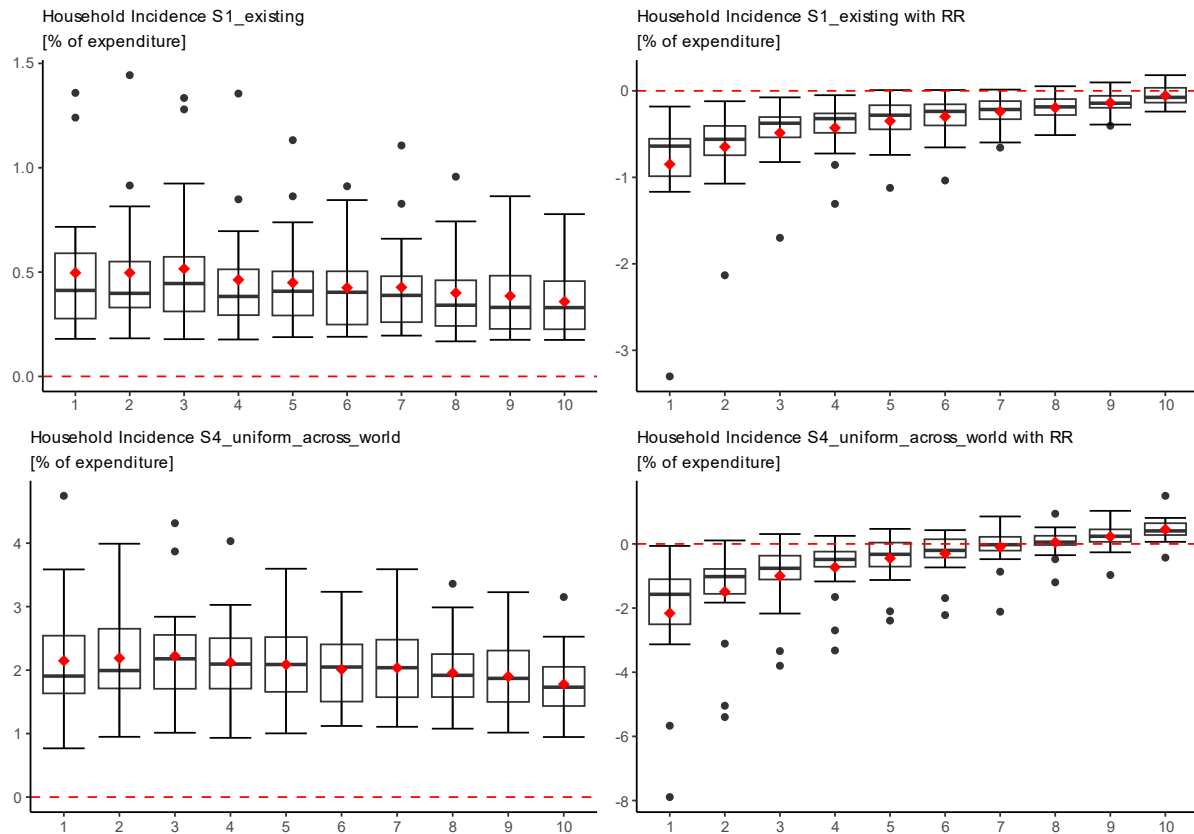 Household Incidence S1_existing
[% of expenditure]
1.5
1.0
0.5
0.0
1 2 3 4 5 6 7 8 9 10
Household Incidence S1_existing with RR
[% of expenditure]
0
-1
-2
-3
1 2 3 4 5 6 7 8 9 10
Household Incidence S4_uniform_across_world
[% of expenditure]
4
3
2
1
0
1 2 3 4 5 6 7 8 9 10
Household Incidence S4_uniform_across_world with RR
[% of expenditure]
0
-2
-4
-6
-8
1 2 3 4 5 6 7 8 9 10